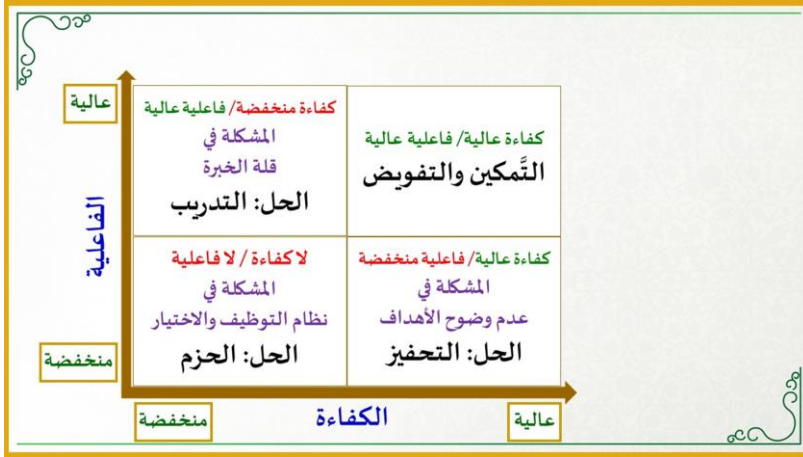 عالية
كفاءة عالية/ فاعلية عالية
التَّمكين والتفويض
كفاءة منخفضة/ فاعلية عالية
المشكلة في
قلة الخبرة
الحل: التدريب
الفاعلية
كفاءة عالية/ فاعلية منخفضة
المشكلة في
عدم وضوح الأهداف
الحل: التحفيز
لا كفاءة / لا فاعلية
المشكلة في
نظام التوظيف والاختيار
الحل: الحزم
منخفضة
عالية
الكفاءة
منخفضة